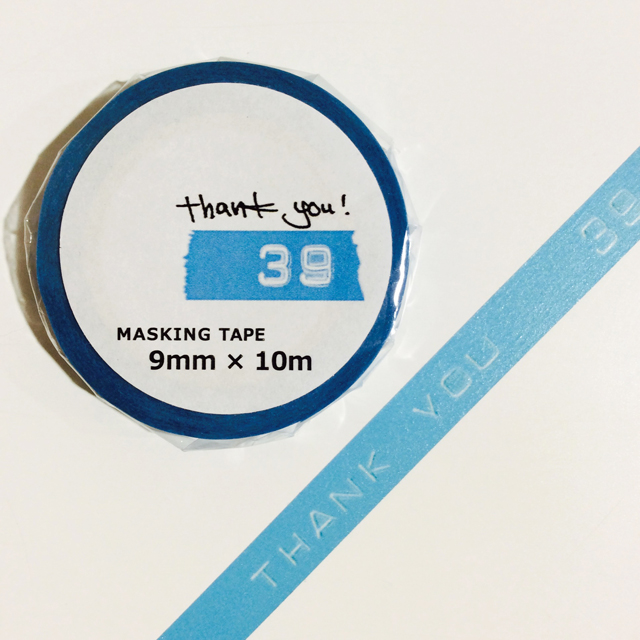 thank you!
39
MASKING TAPE
9mm × 10m
THANK YOU 39